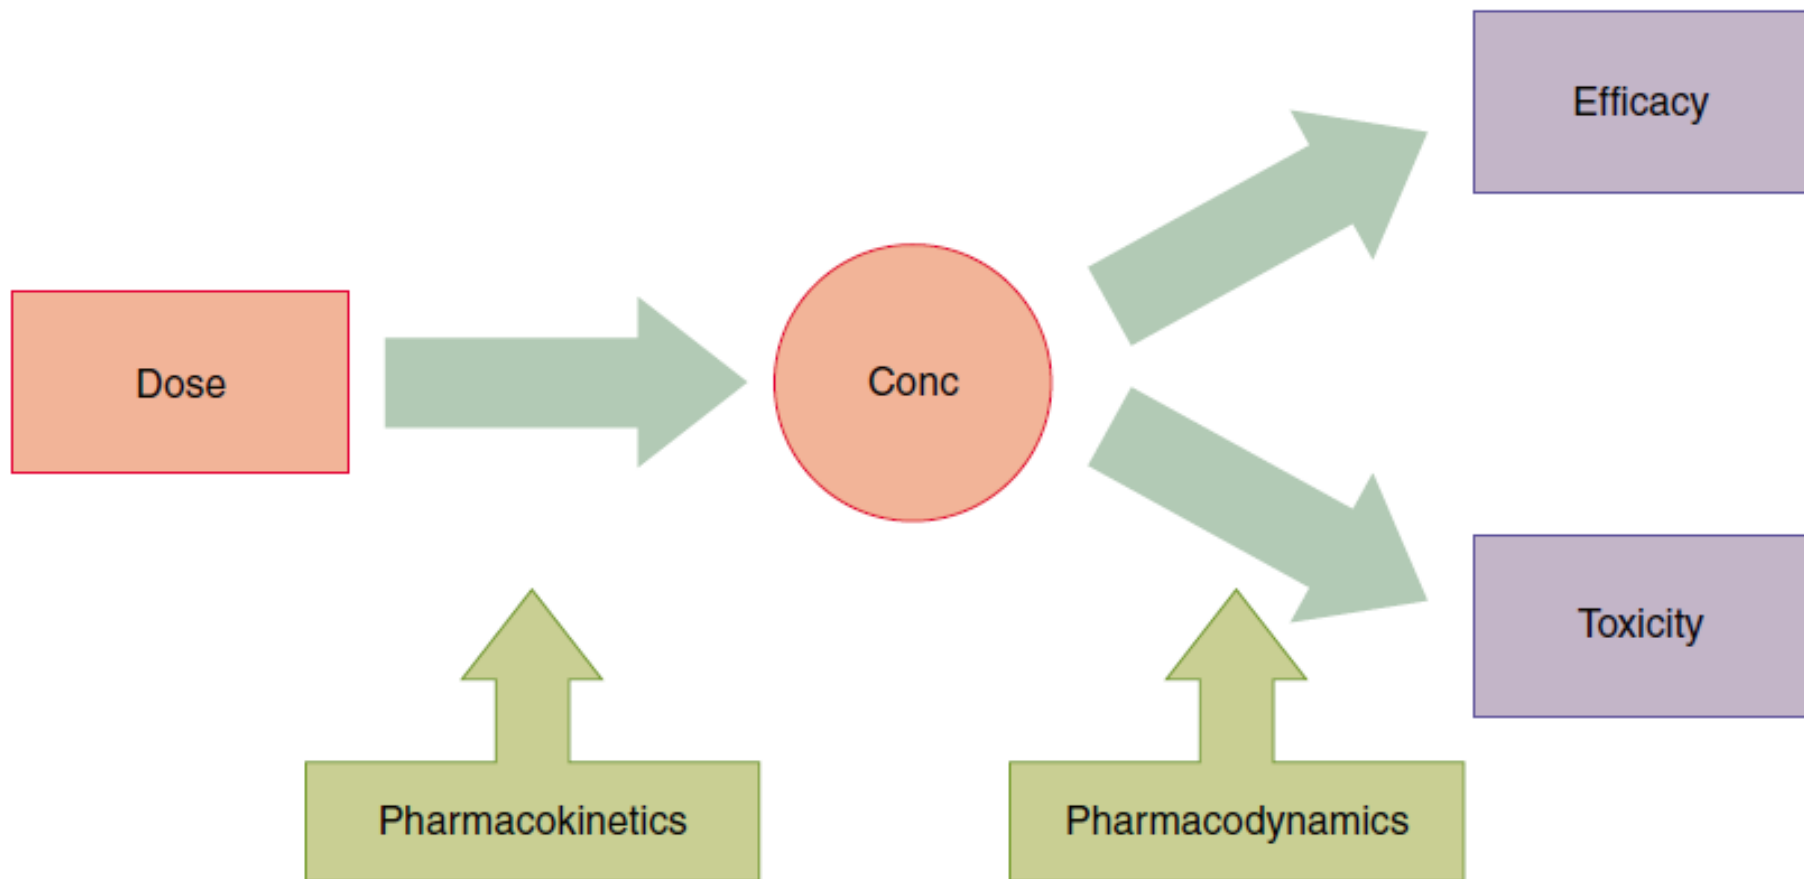 Efficacy
Dose
Conc
Toxicity
Pharmacokinetics
Pharmacodynamics